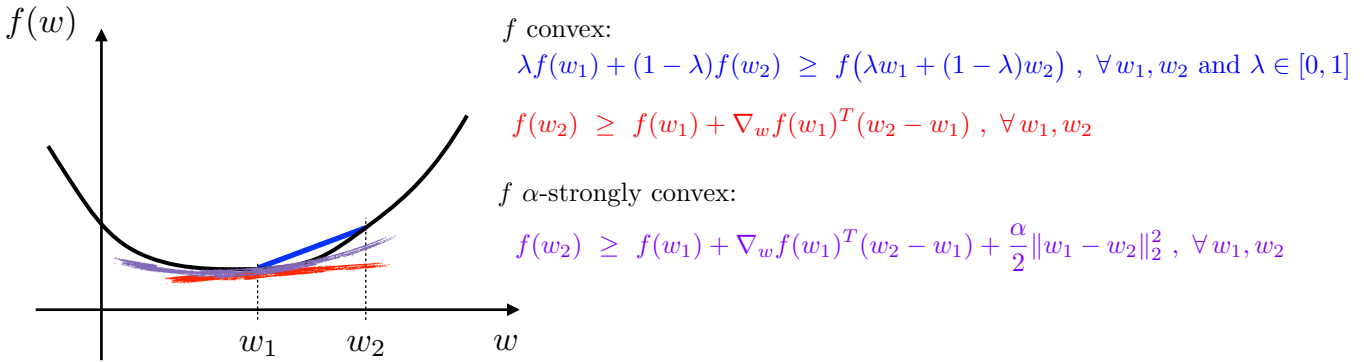 f(w)
f convex:
λf(w₁) + (1 − λ)f(w₂) ≥ f(λw₁ + (1 − λ)w₂) , ∀ w₁, w₂ and λ ∈ [0, 1]
f(w₂) ≥ f(w₁) + ∇_w f(w₁)ᵀ(w₂ − w₁) , ∀ w₁, w₂
f α-strongly convex:
f(w₂) ≥ f(w₁) + ∇_w f(w₁)ᵀ(w₂ − w₁) + α/2 ‖w₁ − w₂‖₂² , ∀ w₁, w₂
w₁ w₂ w